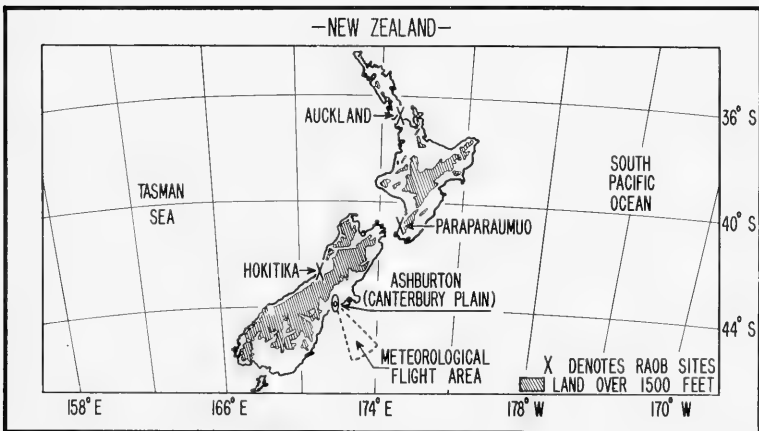 —NEW ZEALAND—
AUCKLAND
36° S
TASMAN
SEA
SOUTH
PACIFIC
OCEAN
PARAPARAUMUO
40° S
HOKITIKA
ASHBURTON
(CANTERBURY PLAIN)
44° S
METEOROLOGICAL
FLIGHT AREA
X DENOTES RAOB SITES
LAND OVER 1500 FEET
158° E
166° E
174° E
178° W
170° W